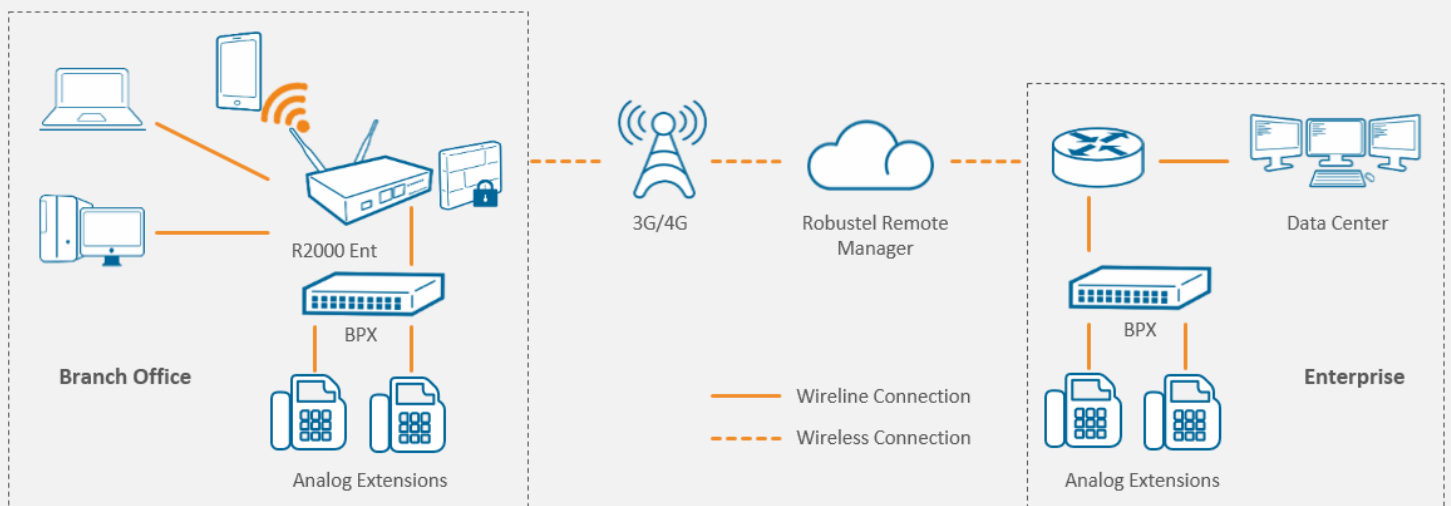 R2000 Ent
BPX
Branch Office
Analog Extensions
3G/4G
Robustel Remote
Manager
Wireline Connection
Wireless Connection
Data Center
BPX
Enterprise
Analog Extensions